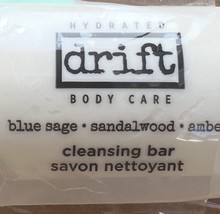 HYDRATED
drift
BODY CARE
blue sage • sandalwood • ambe
cleansing bar
savon nettoyant